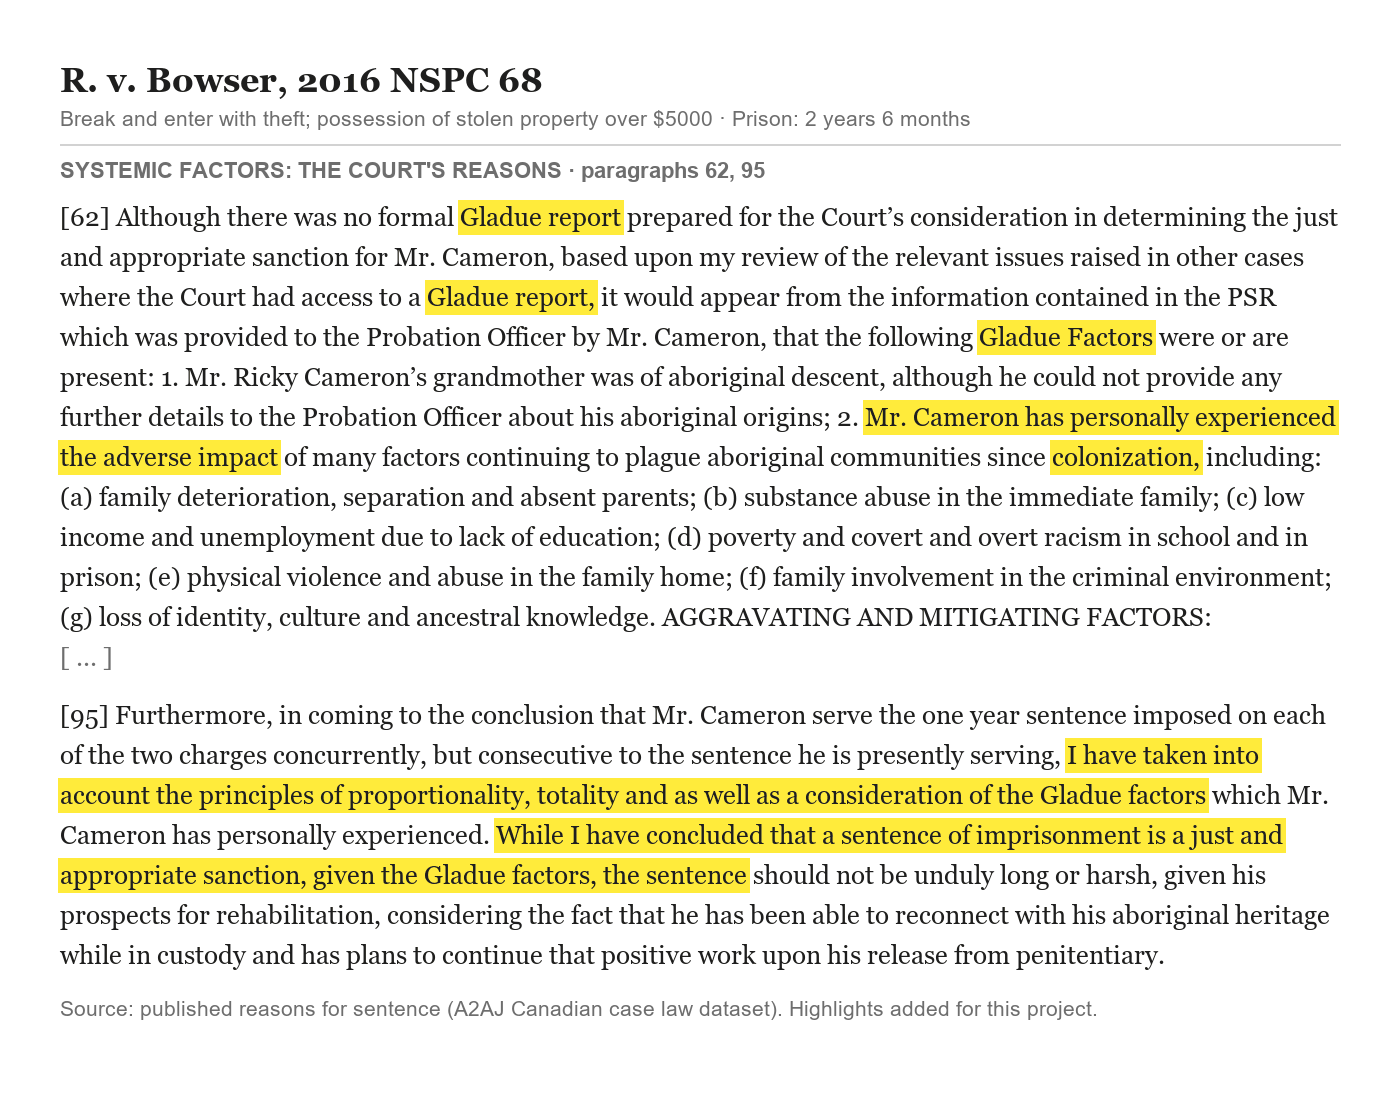 R. v. Bowser, 2016 NSPC 68
Break and enter with theft; possession of stolen property over $5000 · Prison: 2 years 6 months
SYSTEMIC FACTORS: THE COURT'S REASONS · paragraphs 62, 95
[62] Although there was no formal Gladue report prepared for the Court’s consideration in determining the just
and appropriate sanction for Mr. Cameron, based upon my review of the relevant issues raised in other cases
where the Court had access to a Gladue report, it would appear from the information contained in the PSR
which was provided to the Probation Officer by Mr. Cameron, that the following Gladue Factors were or are
present: 1. Mr. Ricky Cameron’s grandmother was of aboriginal descent, although he could not provide any
further details to the Probation Officer about his aboriginal origins; 2. Mr. Cameron has personally experienced
the adverse impact of many factors continuing to plague aboriginal communities since colonization, including:
(a) family deterioration, separation and absent parents; (b) substance abuse in the immediate family; (c) low
income and unemployment due to lack of education; (d) poverty and covert and overt racism in school and in
prison; (e) physical violence and abuse in the family home; (f) family involvement in the criminal environment;
(g) loss of identity, culture and ancestral knowledge. AGGRAVATING AND MITIGATING FACTORS:
[ ... ]
[95] Furthermore, in coming to the conclusion that Mr. Cameron serve the one year sentence imposed on each
of the two charges concurrently, but consecutive to the sentence he is presently serving, I have taken into
account the principles of proportionality, totality and as well as a consideration of the Gladue factors which Mr.
Cameron has personally experienced. While I have concluded that a sentence of imprisonment is a just and
appropriate sanction, given the Gladue factors, the sentence should not be unduly long or harsh, given his
prospects for rehabilitation, considering the fact that he has been able to reconnect with his aboriginal heritage
while in custody and has plans to continue that positive work upon his release from penitentiary.
Source: published reasons for sentence (A2AJ Canadian case law dataset). Highlights added for this project.